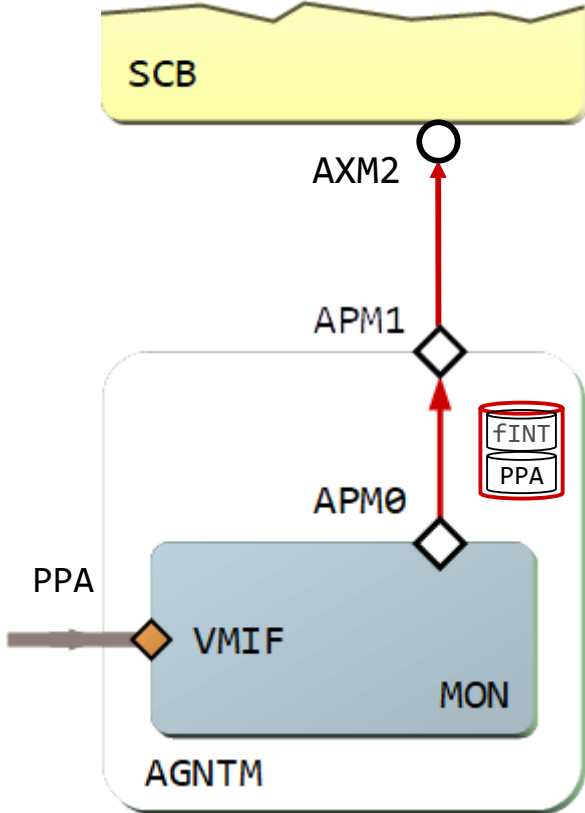 SCB
AXM2
APM1
fINT
PPA
APM0
PPA
VMIF
MON
AGNTM